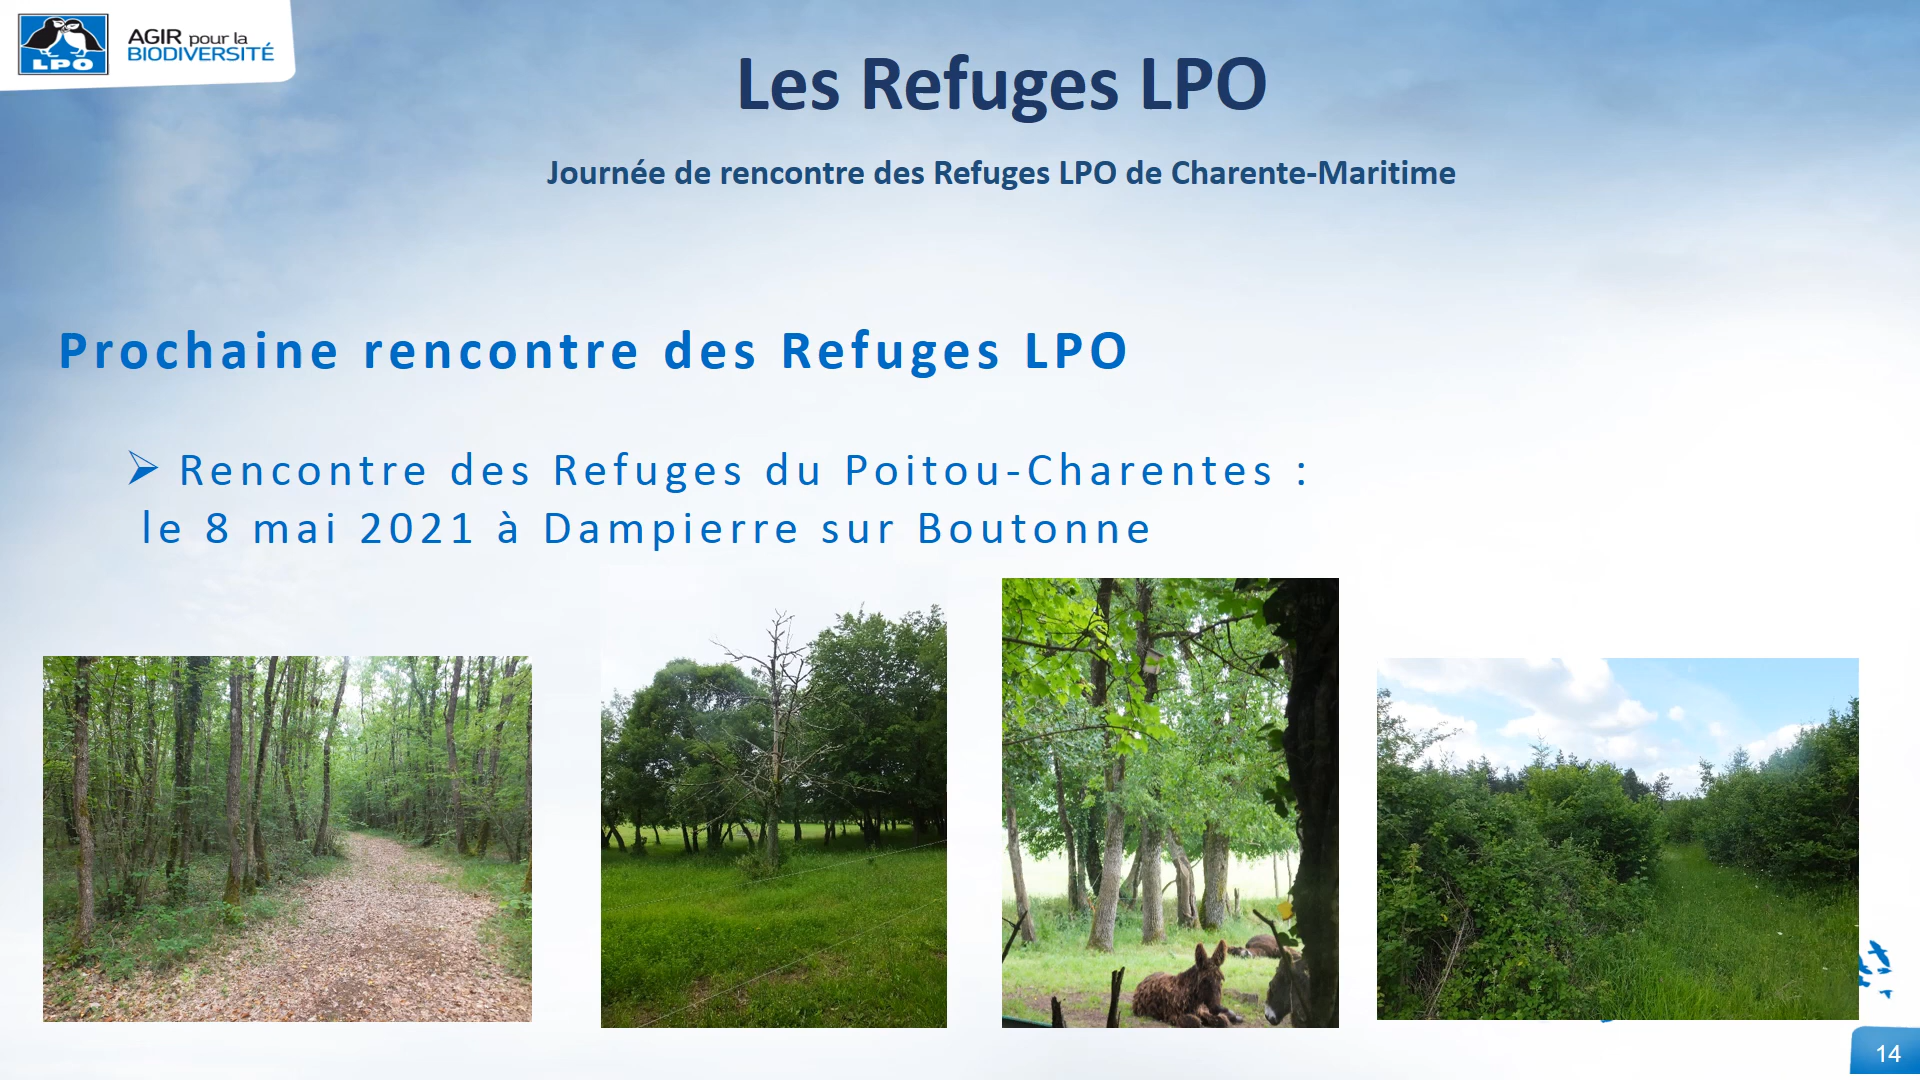 LPO
AGIR pour la
BIODIVERSITÉ
Les Refuges LPO
Journée de rencontre des Refuges LPO de Charente-Maritime
Prochaine rencontre des Refuges LPO
➢ Rencontre des Refuges du Poitou-Charentes :
le 8 mai 2021 à Dampierre sur Boutonne
14